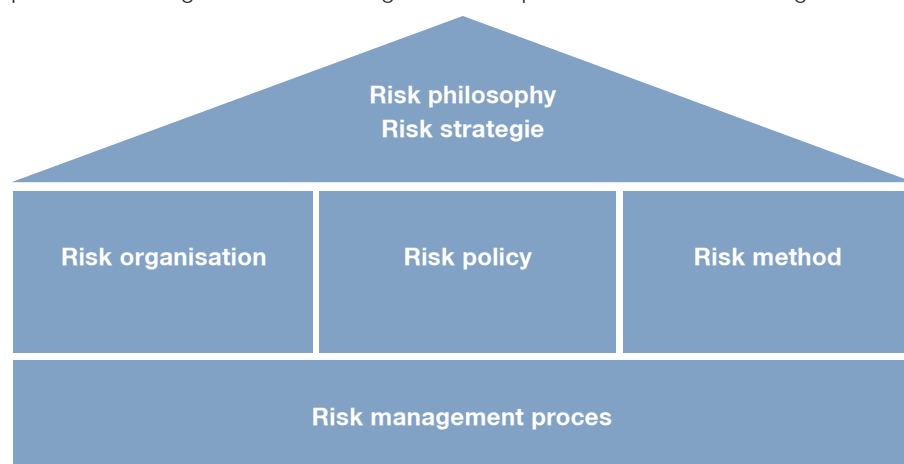 Risk philosophy
Risk strategie
Risk organisation
Risk policy
Risk method
Risk management proces